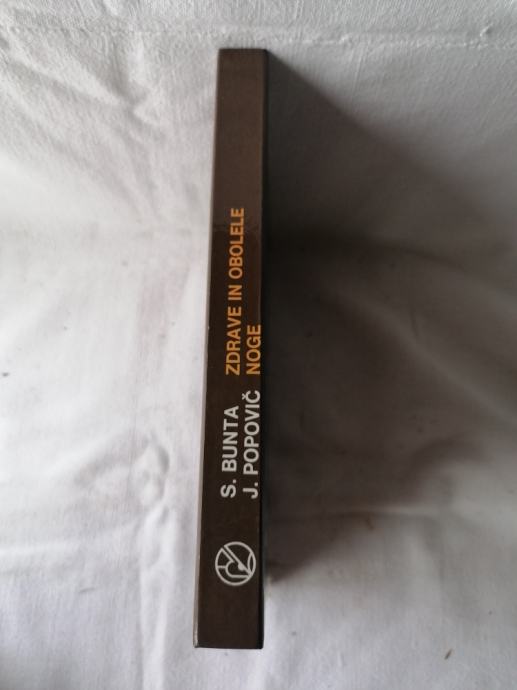 S. BUNTA
J. POPOVIČ
ZDRAVE IN OBOLELE
NOGE